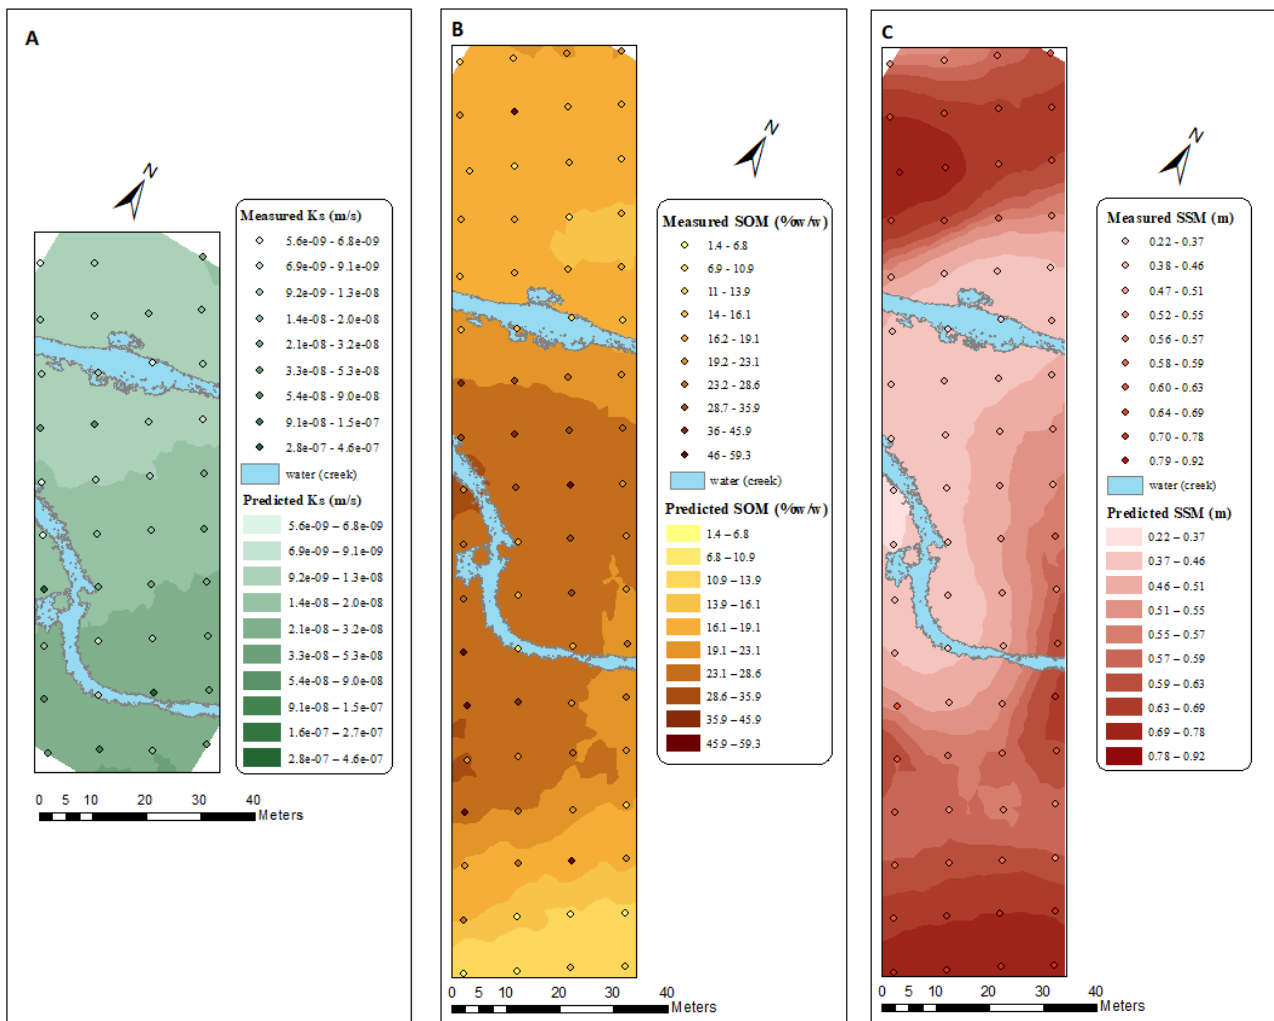 A
N
Measured Ks (m/s)
5.6e-09 - 6.8e-09
6.9e-09 - 9.1e-09
9.2e-09 - 1.3e-08
1.4e-08 - 2.0e-08
2.1e-08 - 3.2e-08
3.3e-08 - 5.3e-08
5.4e-08 - 9.0e-08
9.1e-08 - 1.5e-07
2.8e-07 - 4.6e-07
water (creek)
Predicted Ks (m/s)
5.6e-09 – 6.8e-09
6.9e-09 – 9.1e-09
9.2e-09 – 1.3e-08
1.4e-08 – 2.0e-08
2.1e-08 – 3.2e-08
3.3e-08 – 5.3e-08
5.4e-08 – 9.0e-08
9.1e-08 – 1.5e-07
1.6e-07 – 2.7e-07
2.8e-07 – 4.6e-07
0 5 10 20 30 40
Meters
B
N
Measured SOM (%w/w)
1.4 - 6.8
6.9 - 10.9
11 - 13.9
14 - 16.1
16.2 - 19.1
19.2 - 23.1
23.2 - 28.6
28.7 - 35.9
36 - 45.9
46 - 59.3
water (creek)
Predicted SOM (%w/w)
1.4 – 6.8
6.8 – 10.9
10.9 – 13.9
13.9 – 16.1
16.1 – 19.1
19.1 – 23.1
23.1 – 28.6
28.6 – 35.9
35.9 – 45.9
45.9 – 59.3
0 5 10 20 30 40
Meters
C
N
Measured SSM (m)
0.22 - 0.37
0.38 - 0.46
0.47 - 0.51
0.52 - 0.55
0.56 - 0.57
0.58 - 0.59
0.60 - 0.63
0.64 - 0.69
0.70 - 0.78
0.79 - 0.92
water (creek)
Predicted SSM (m)
0.22 – 0.37
0.37 – 0.46
0.46 – 0.51
0.51 – 0.55
0.55 – 0.57
0.57 – 0.59
0.59 – 0.63
0.63 – 0.69
0.69 – 0.78
0.78 – 0.92
0 5 10 20 30 40
Meters